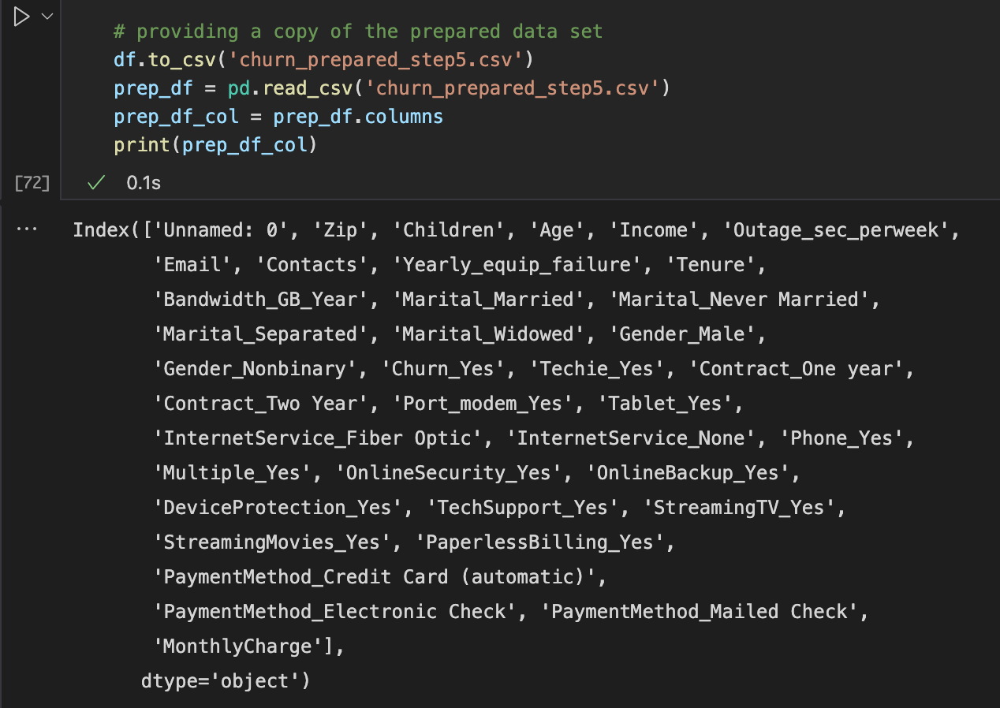 # providing a copy of the prepared data set
df.to_csv('churn_prepared_step5.csv')
prep_df = pd.read_csv('churn_prepared_step5.csv')
prep_df_col = prep_df.columns
print(prep_df_col)
[72] 0.1s
... Index(['Unnamed: 0', 'Zip', 'Children', 'Age', 'Income', 'Outage_sec_perweek',
'Email', 'Contacts', 'Yearly_equip_failure', 'Tenure',
'Bandwidth_GB_Year', 'Marital_Married', 'Marital_Never Married',
'Marital_Separated', 'Marital_Widowed', 'Gender_Male',
'Gender_Nonbinary', 'Churn_Yes', 'Techie_Yes', 'Contract_One year',
'Contract_Two Year', 'Port_modem_Yes', 'Tablet_Yes',
'InternetService_Fiber Optic', 'InternetService_None', 'Phone_Yes',
'Multiple_Yes', 'OnlineSecurity_Yes', 'OnlineBackup_Yes',
'DeviceProtection_Yes', 'TechSupport_Yes', 'StreamingTV_Yes',
'StreamingMovies_Yes', 'PaperlessBilling_Yes',
'PaymentMethod_Credit Card (automatic)',
'PaymentMethod_Electronic Check', 'PaymentMethod_Mailed Check',
'MonthlyCharge'],
dtype='object')